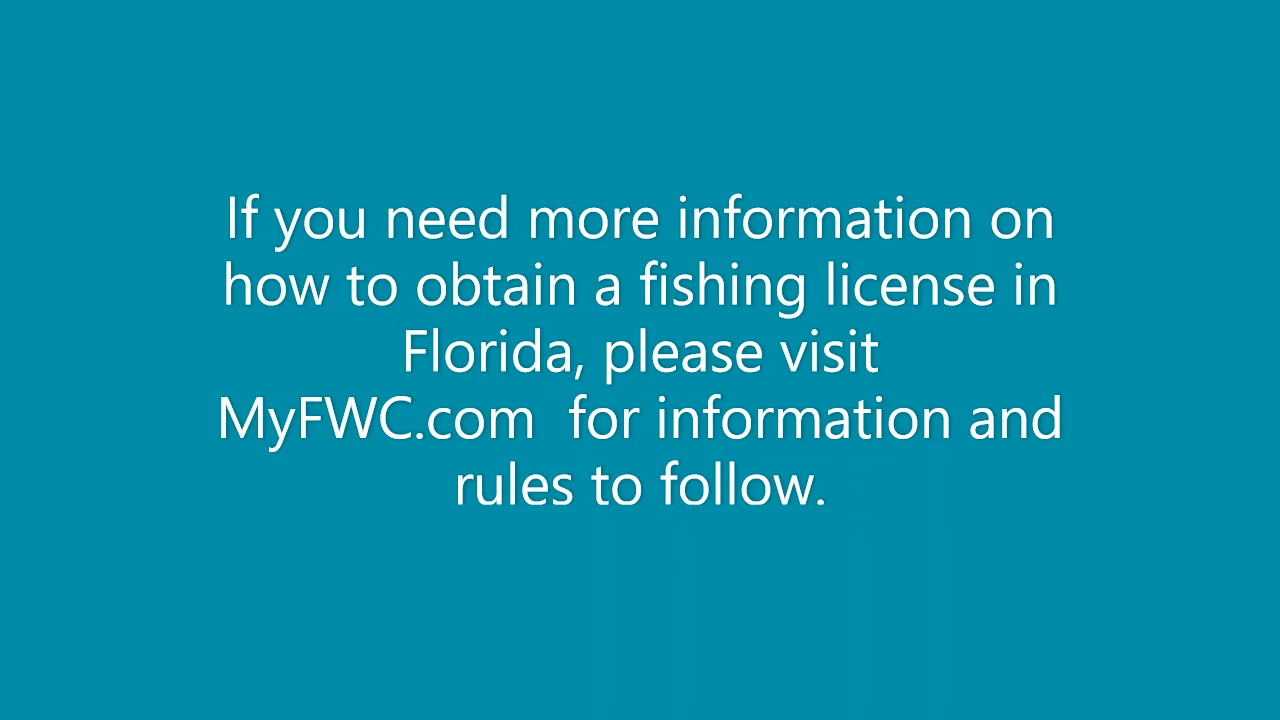 If you need more information on
how to obtain a fishing license in
Florida, please visit
MyFWC.com  for information and
rules to follow.